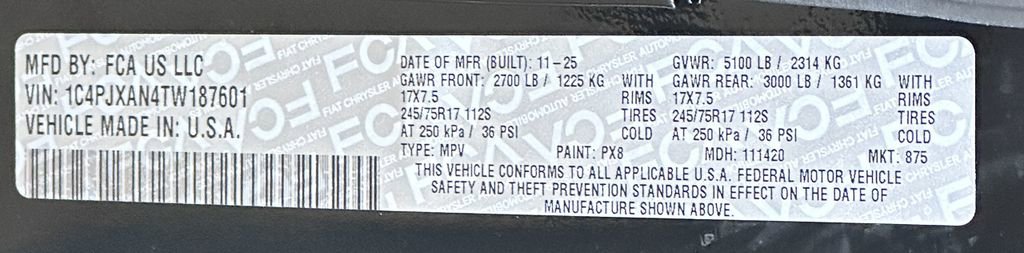 MFD BY: FCA US LLC
VIN: 1C4PJXAN4TW187601
VEHICLE MADE IN: U.S.A.
DATE OF MFR (BUILT): 11-25 GVWR: 5100 LB / 2314 KG
GAWR FRONT: 2700 LB / 1225 KG WITH GAWR REAR: 3000 LB / 1361 KG WITH
17X7.5 RIMS 17X7.5 RIMS
245/75R17 112S TIRES 245/75R17 112S TIRES
AT 250 kPa / 36 PSI COLD AT 250 kPa / 36 PSI COLD
TYPE: MPV PAINT: PX8 MDH: 111420 MKT: 875
THIS VEHICLE CONFORMS TO ALL APPLICABLE U.S.A. FEDERAL MOTOR VEHICLE
SAFETY AND THEFT PREVENTION STANDARDS IN EFFECT ON THE DATE OF
MANUFACTURE SHOWN ABOVE.